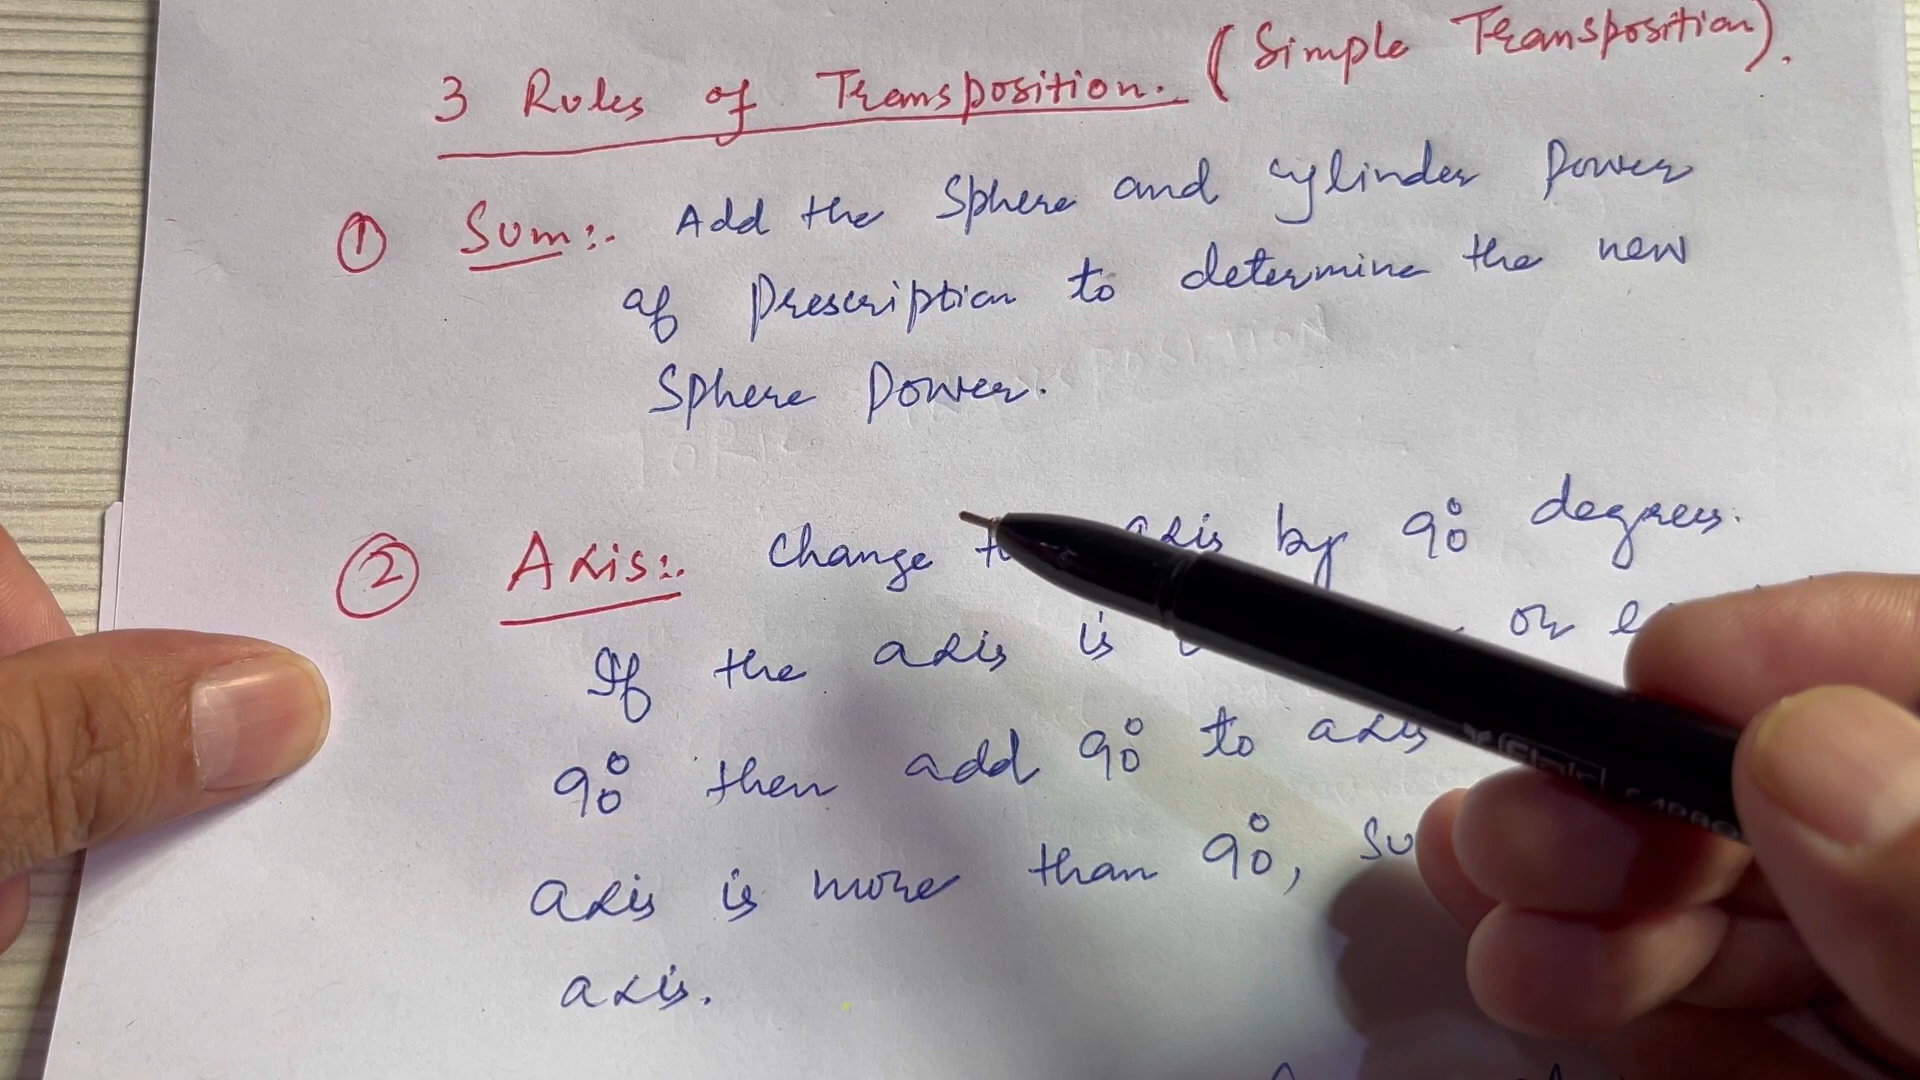 3 Rules of Transposition. (Simple Transposition).
① Sum:- Add the Sphere and cylinder Power
of Prescription to determine the new
Sphere Power.
② Axis:- Change axis by 90° degrees.
If the axis is or
90° then add 90° to axis
axis is more than 90°,
axis.